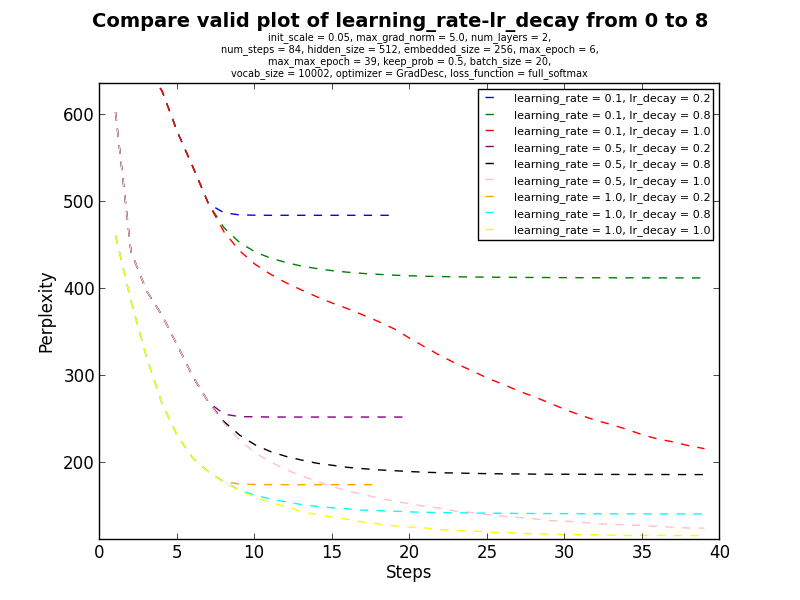 Compare valid plot of learning_rate-lr_decay from 0 to 8
init_scale = 0.05, max_grad_norm = 5.0, num_layers = 2,
num_steps = 84, hidden_size = 512, embedded_size = 256, max_epoch = 6,
max_max_epoch = 39, keep_prob = 0.5, batch_size = 20,
vocab_size = 10002, optimizer = GradDesc, loss_function = full_softmax
learning_rate = 0.1, lr_decay = 0.2
learning_rate = 0.1, lr_decay = 0.8
learning_rate = 0.1, lr_decay = 1.0
learning_rate = 0.5, lr_decay = 0.2
learning_rate = 0.5, lr_decay = 0.8
learning_rate = 0.5, lr_decay = 1.0
learning_rate = 1.0, lr_decay = 0.2
learning_rate = 1.0, lr_decay = 0.8
learning_rate = 1.0, lr_decay = 1.0
600
500
400
300
200
Perplexity
0 5 10 15 20 25 30 35 40
Steps